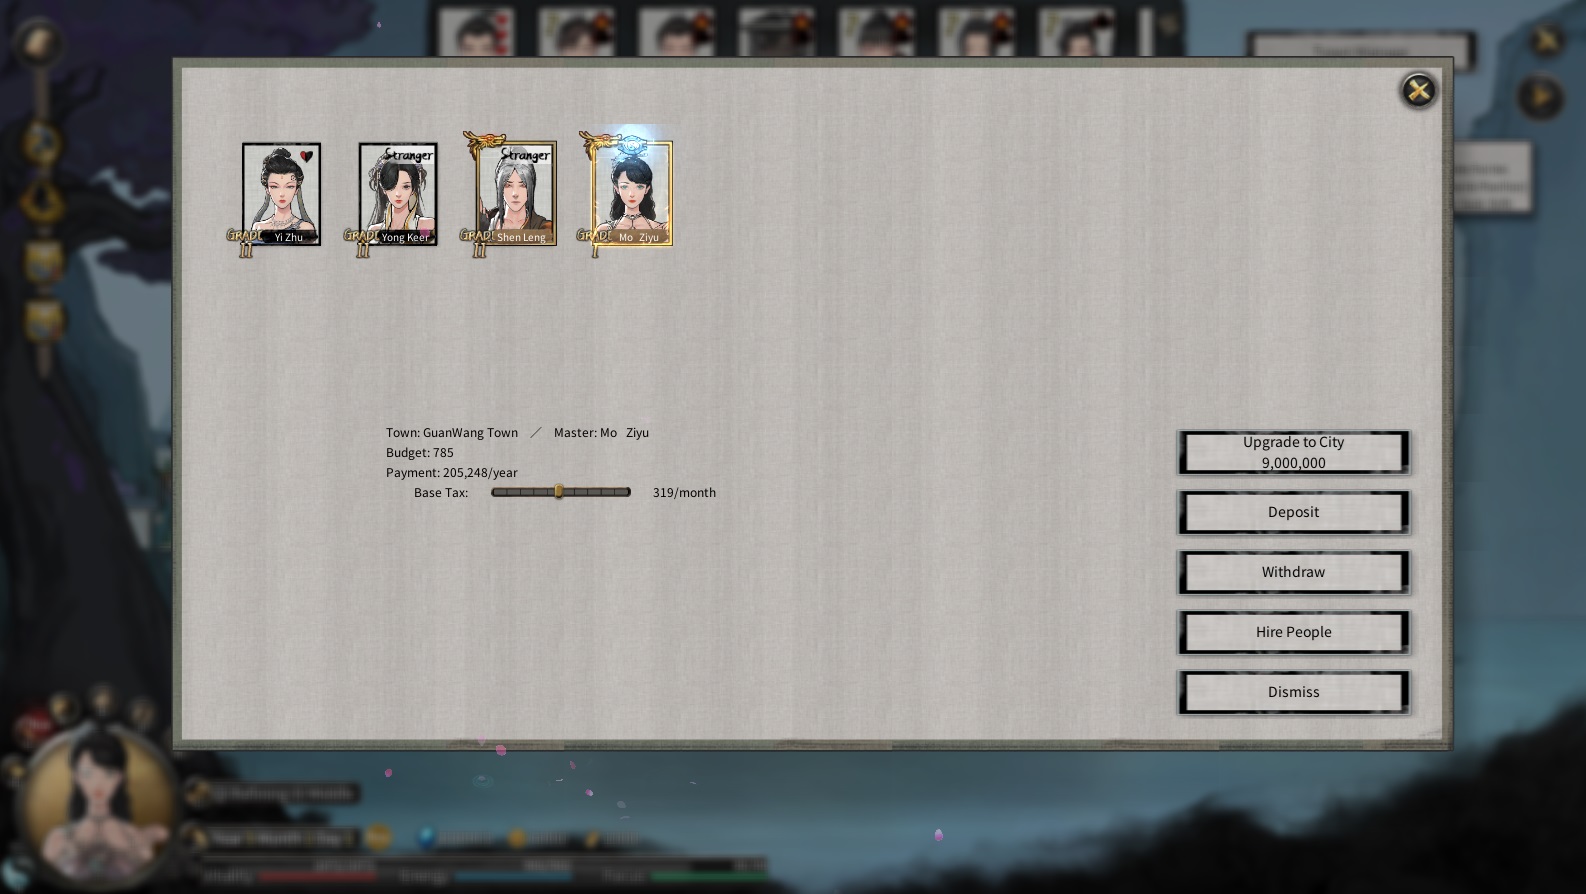 Stranger
Stranger
GRADE II
Yi Zhu
GRADE II
Yong Keer
GRADE II
Shen Leng
GRADE I
Mo Ziyu
Town: GuanWang Town ／ Master: Mo Ziyu
Budget: 785
Payment: 205,248/year
Base Tax: 319/month
Upgrade to City
9,000,000
Deposit
Withdraw
Hire People
Dismiss